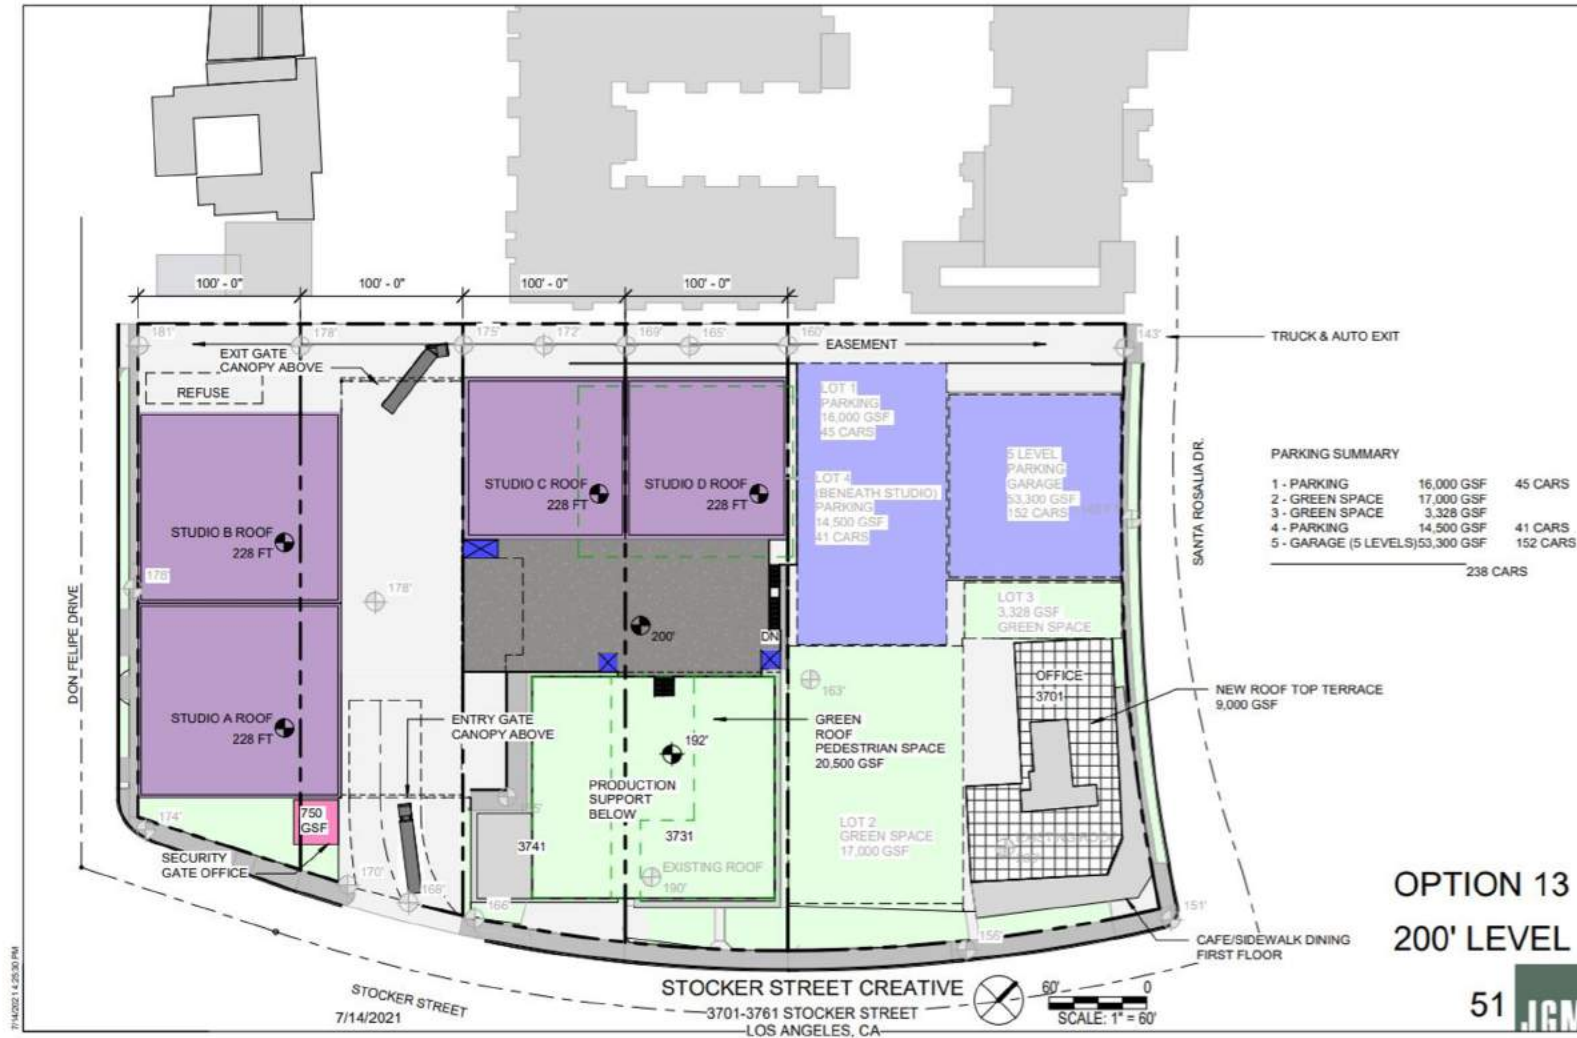 100' - 0"
100' - 0"
100' - 0"
100' - 0"
181'
178'
175'
172'
169'
165'
160'
143'
EASEMENT
TRUCK & AUTO EXIT
EXIT GATE
CANOPY ABOVE
REFUSE
LOT 1
PARKING
16,000 GSF
45 CARS
STUDIO C ROOF
228 FT
STUDIO D ROOF
228 FT
LOT 4
(BENEATH STUDIO)
PARKING
14,500 GSF
41 CARS
5 LEVEL
PARKING
GARAGE
53,300 GSF
152 CARS
SANTA ROSALIA DR.
PARKING SUMMARY
1 - PARKING 16,000 GSF 45 CARS
2 - GREEN SPACE 17,000 GSF
3 - GREEN SPACE 3,328 GSF
4 - PARKING 14,500 GSF 41 CARS
5 - GARAGE (5 LEVELS) 53,300 GSF 152 CARS
238 CARS
STUDIO B ROOF
228 FT
178'
178'
DON FELIPE DRIVE
200'
DN
LOT 3
3,328 GSF
GREEN SPACE
OFFICE
3701
163'
NEW ROOF TOP TERRACE
9,000 GSF
STUDIO A ROOF
228 FT
ENTRY GATE
CANOPY ABOVE
GREEN
ROOF
PEDESTRIAN SPACE
20,500 GSF
192'
PRODUCTION
SUPPORT
BELOW
750
GSF
174'
3741
3731
LOT 2
GREEN SPACE
17,000 GSF
EXISTING ROOF
190'
SECURITY
GATE OFFICE
170'
168'
166'
156'
151'
CAFE/SIDEWALK DINING
FIRST FLOOR
OPTION 13
200' LEVEL
STOCKER STREET
7/14/2021
STOCKER STREET CREATIVE
3701-3761 STOCKER STREET
LOS ANGELES, CA
60' 0
SCALE: 1" = 60'
51
JGM
7/14/2021 4:25:30 PM